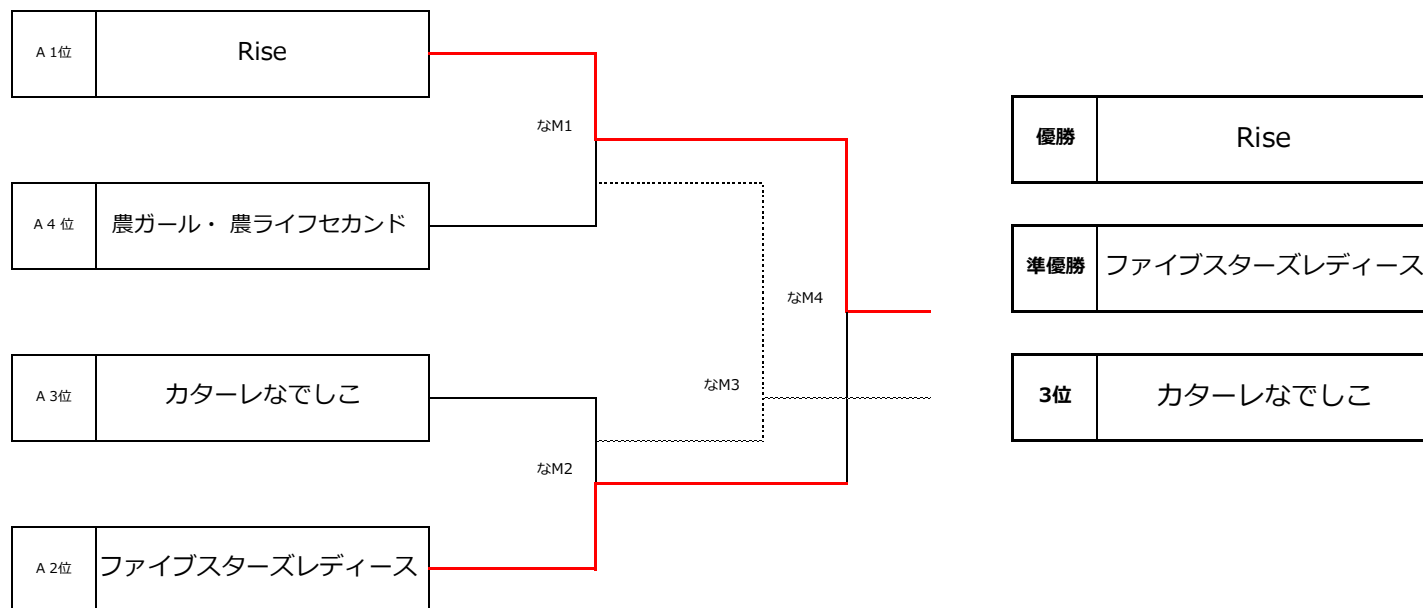 A 1位 Rise
なM1
A 4 位 農ガール・ 農ライフセカンド
なM4
A 3位 カターレなでしこ
なM3
なM2
A 2位 ファイブスターズレディース
優勝 Rise
準優勝 ファイブスターズレディース
3位 カターレなでしこ